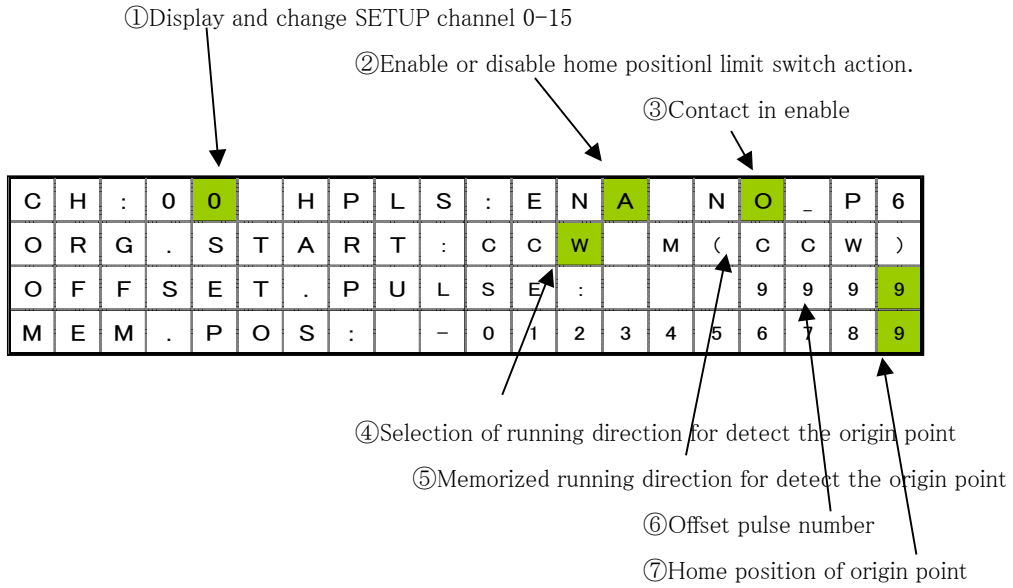 ①Display and change SETUP channel 0-15
②Enable or disable home positionl limit switch action.
③Contact in enable
CH:00 HPLS:ENA NO_P6
ORG.START:CCW M(CCW)
OFFSET.PULSE:   9999
MEM.POS:  -0123456789
④Selection of running direction for detect the origin point
⑤Memorized running direction for detect the origin point
⑥Offset pulse number
⑦Home position of origin point